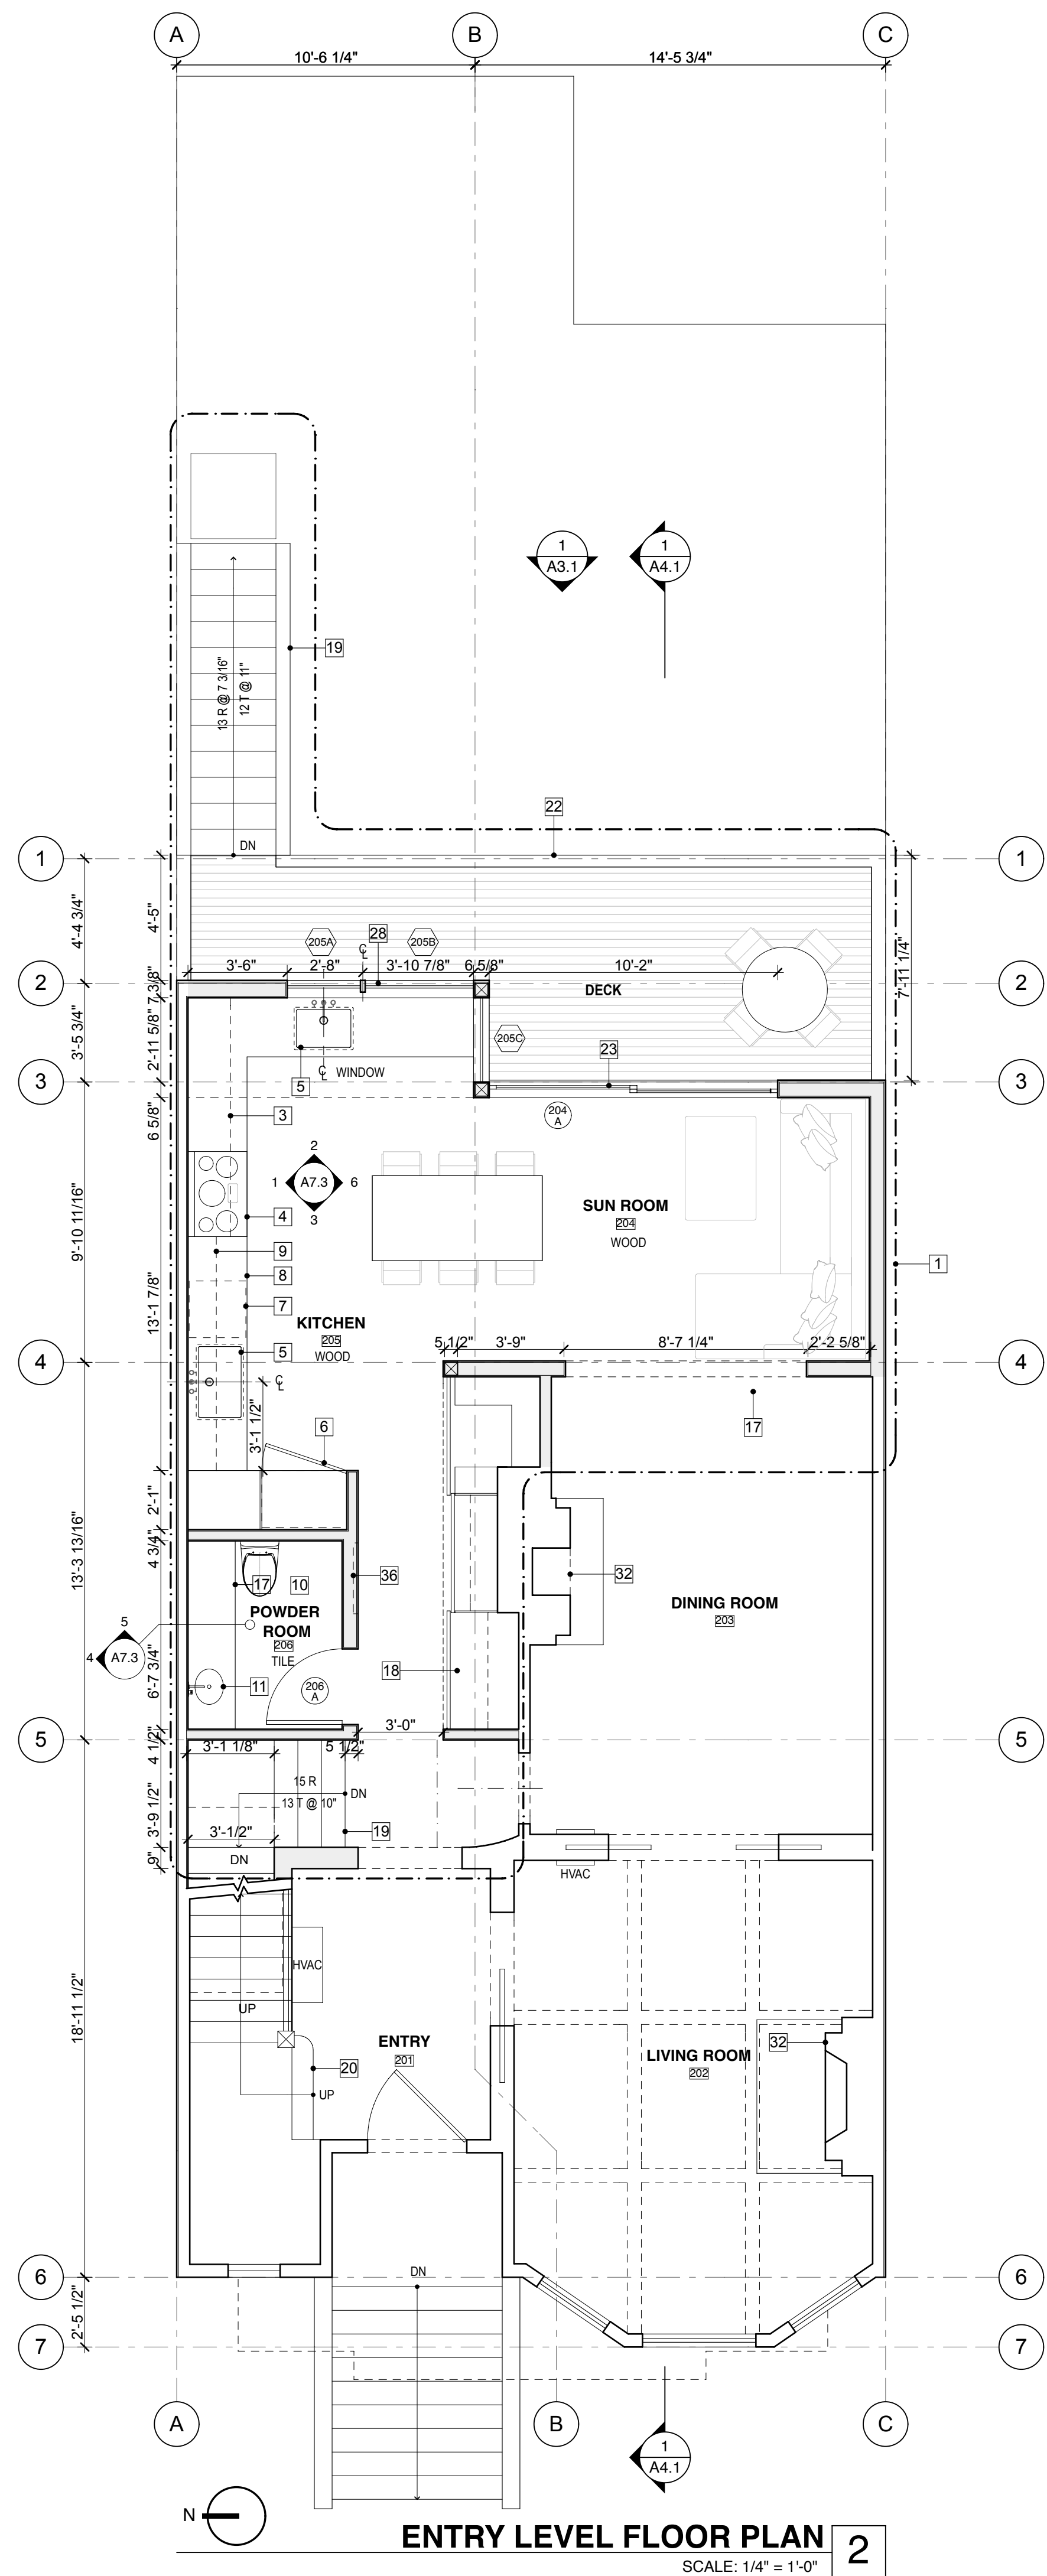 A
B
C
10'-6 1/4"
14'-5 3/4"
1
A3.1
1
A4.1
19
13 R @ 7 3/16"
12 T @ 11"
DN
22
1
1
4'-4 3/4"
4'-5"
7'-11 1/4"
205A
28
205B
℄
3'-6"
2'-8"
3'-10 7/8"
6 5/8"
10'-2"
2
2
7 3/8"
DECK
3'-5 3/4"
2'-11 5/8"
205C
23
℄
WINDOW
5
3
3
6 5/8"
3
204
A
2
1
A7.3
6
3
4
SUN ROOM
204
WOOD
9'-10 11/16"
9
1
8
13'-1 7/8"
7
KITCHEN
205
WOOD
5
5 1/2"
3'-9"
8'-7 1/4"
2'-2 5/8"
4
4
℄
17
3'-1 1/2"
6
2'-1"
4 3/4"
13'-3 13/16"
36
32
17
10
POWDER
ROOM
206
TILE
DINING ROOM
203
5
4
A7.3
6'-7 3/4"
18
11
206
A
3'-0"
5
5
4 1/2"
3'-1 1/8"
5 1/2"
15 R
13 T @ 10"
DN
3'-9 1/2"
19
3'-1/2"
DN
9"
HVAC
HVAC
18'-11 1/2"
UP
ENTRY
201
32
LIVING ROOM
202
20
UP
DN
6
6
2'-5 1/2"
7
7
A
B
C
1
A4.1
N
ENTRY LEVEL FLOOR PLAN
2
SCALE: 1/4" = 1'-0"